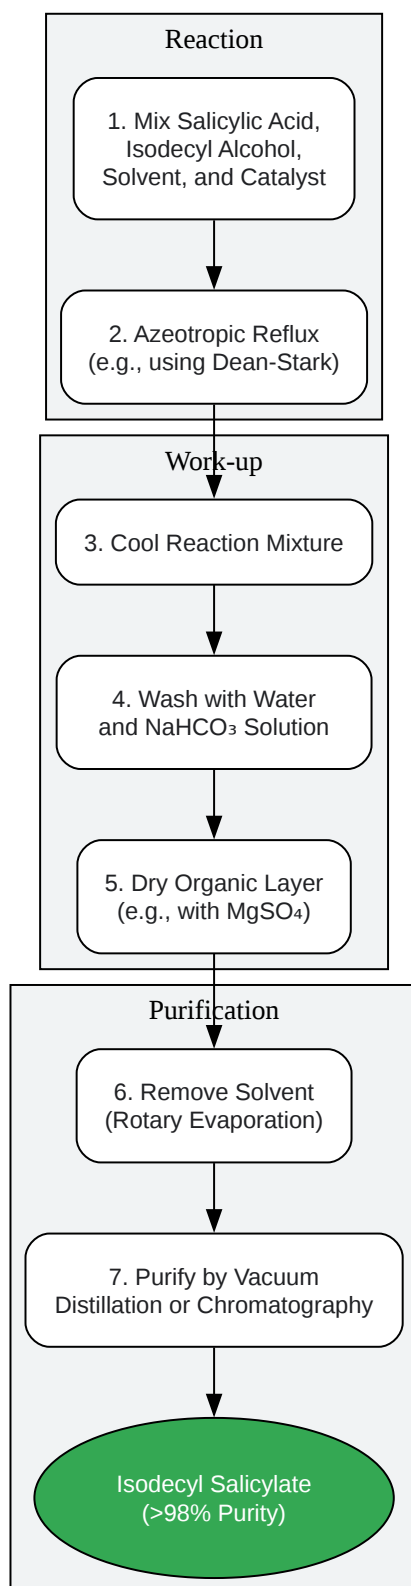 Reaction
1. Mix Salicylic Acid,
Isodecyl Alcohol,
Solvent, and Catalyst
2. Azeotropic Reflux
(e.g., using Dean-Stark)
Work-up
3. Cool Reaction Mixture
4. Wash with Water
and NaHCO₃ Solution
5. Dry Organic Layer
(e.g., with MgSO₄)
Purification
6. Remove Solvent
(Rotary Evaporation)
7. Purify by Vacuum
Distillation or Chromatography
Isodecyl Salicylate
(>98% Purity)